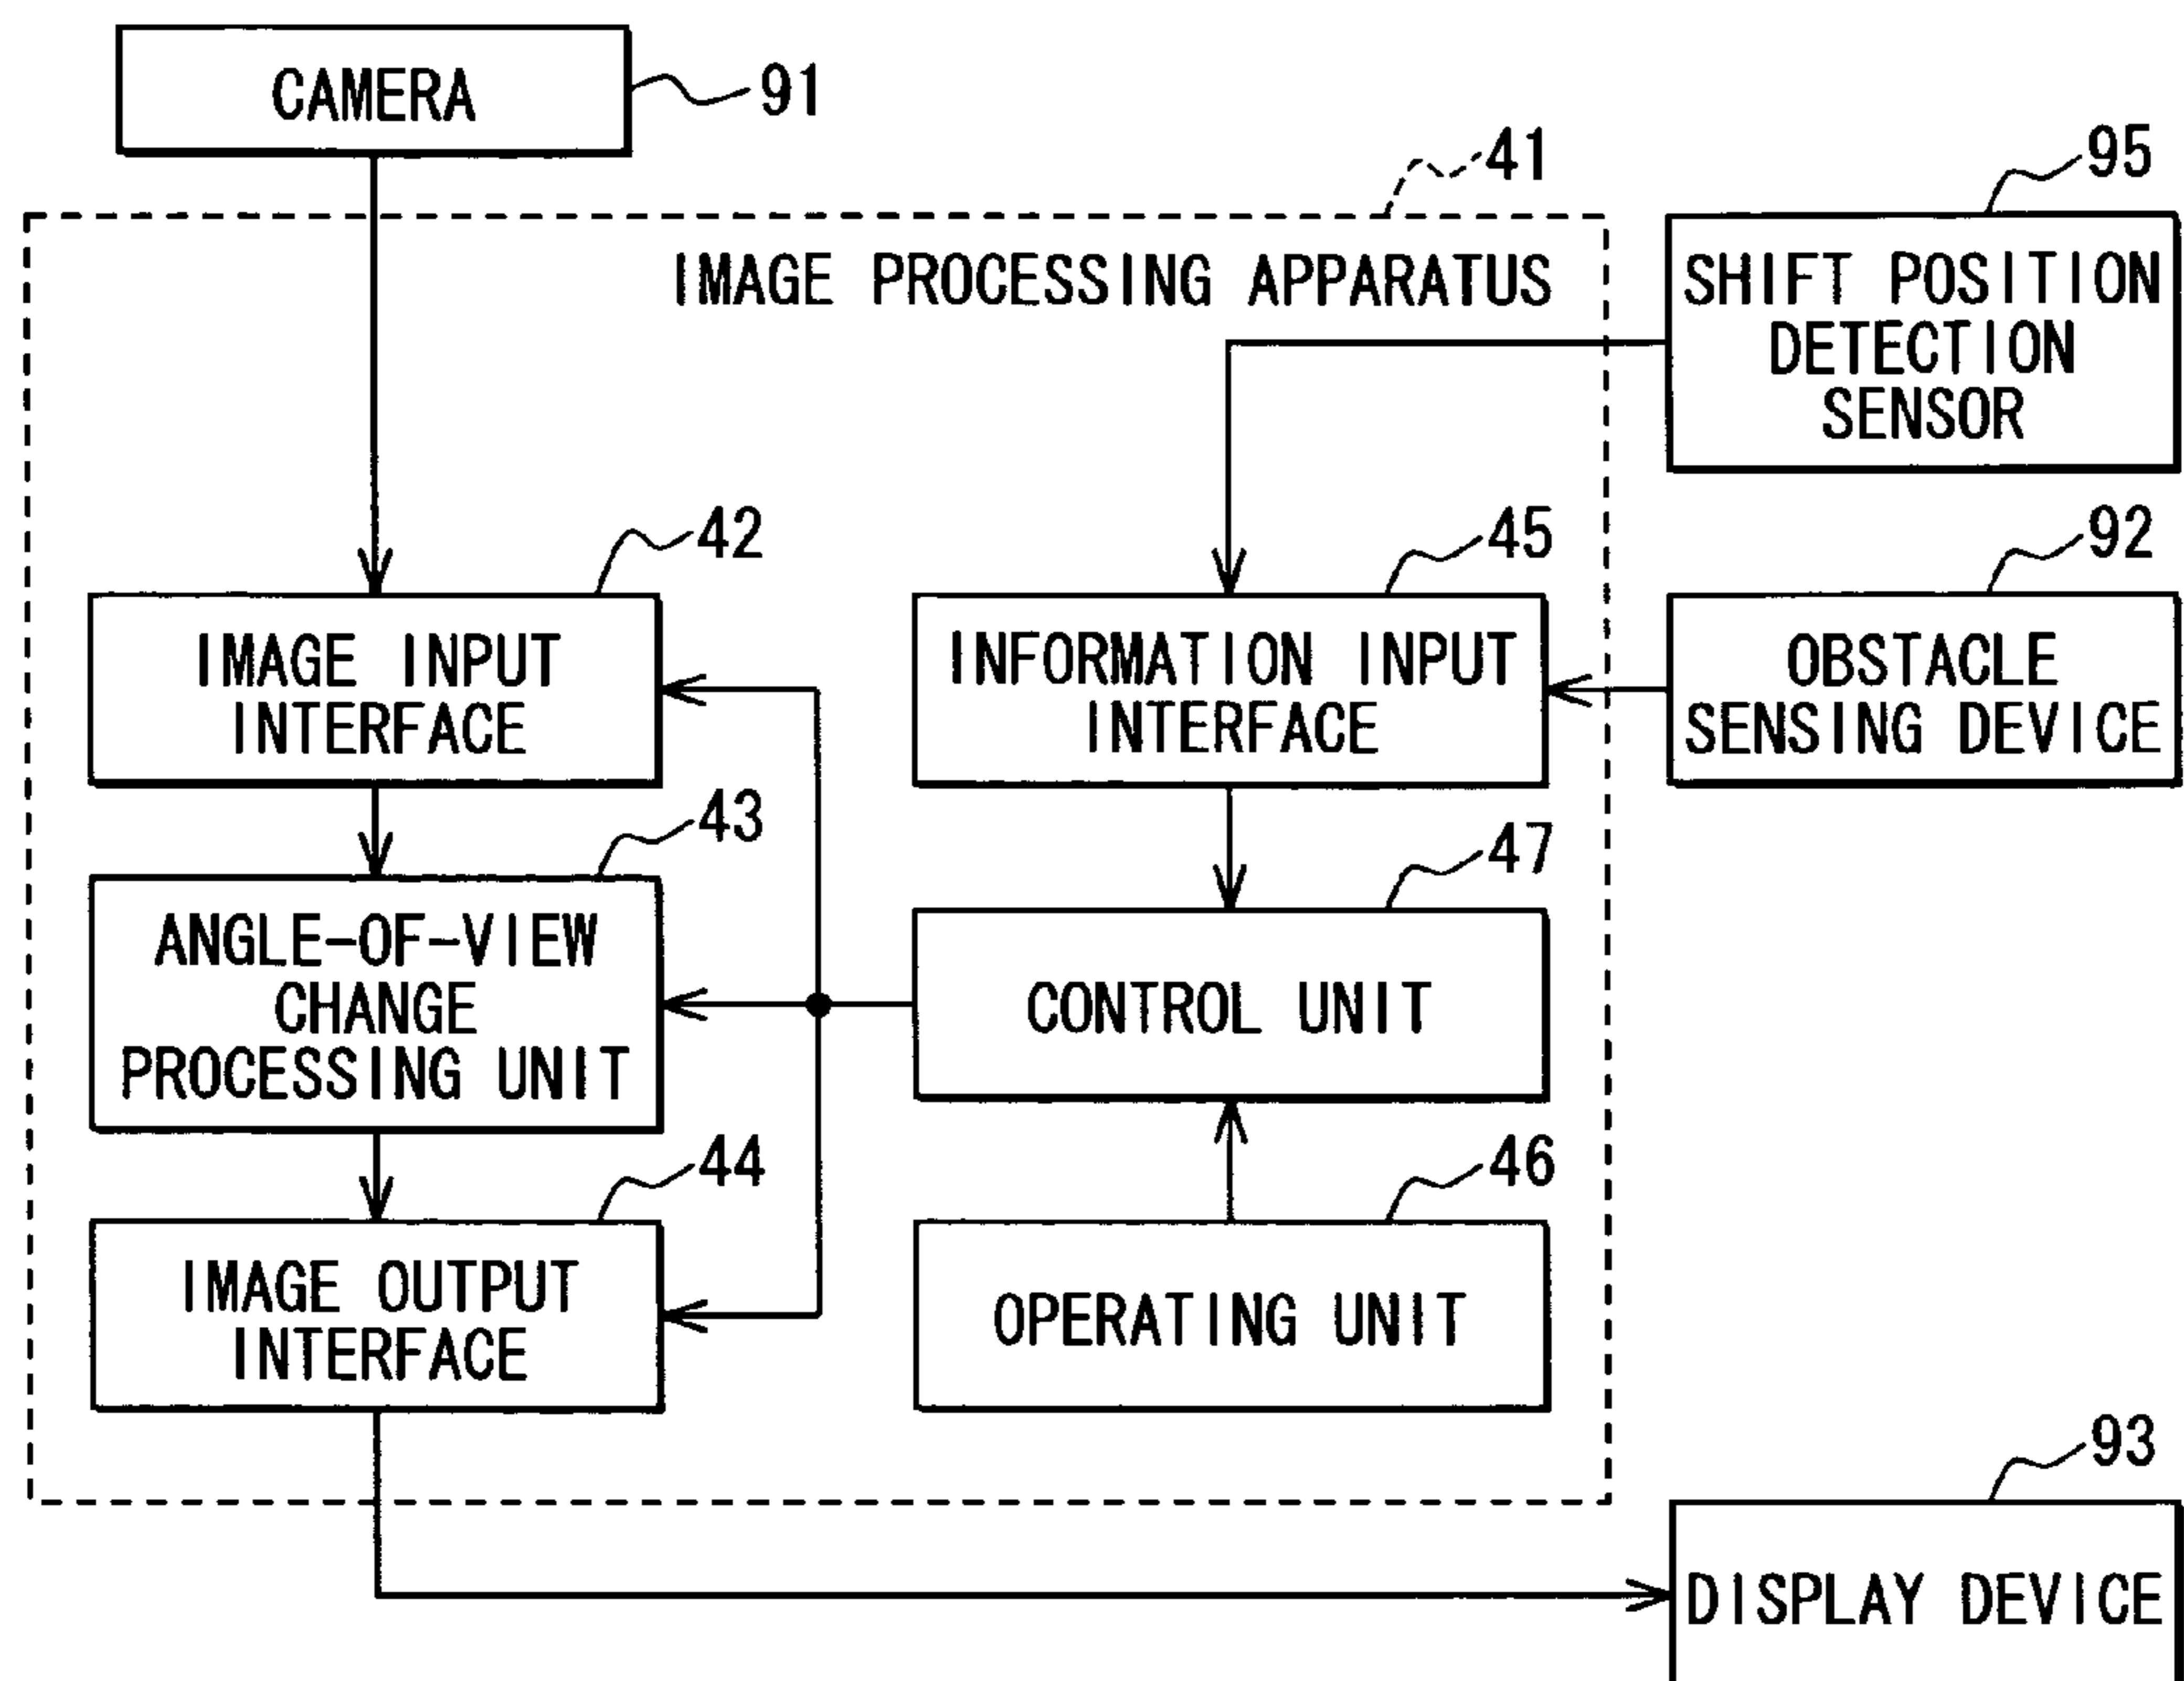 CAMERA
91
41
95
IMAGE PROCESSING APPARATUS
SHIFT POSITION
DETECTION
SENSOR
42
45
92
IMAGE INPUT
INTERFACE
INFORMATION INPUT
INTERFACE
OBSTACLE
SENSING DEVICE
43
47
ANGLE-OF-VIEW
CHANGE
PROCESSING UNIT
CONTROL UNIT
44
46
IMAGE OUTPUT
INTERFACE
OPERATING UNIT
93
DISPLAY DEVICE